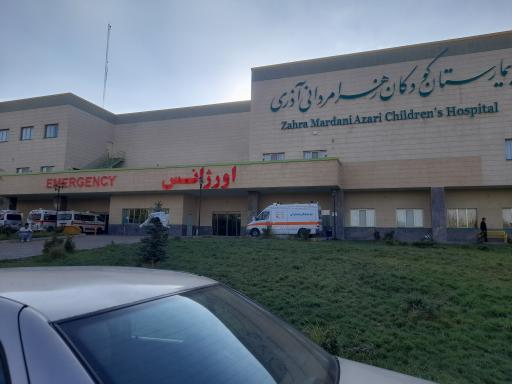 بیمارستان کودکان زهرا مردانی آذری
Zahra Mardani Azari Children's Hospital
EMERGENCY اورژانس